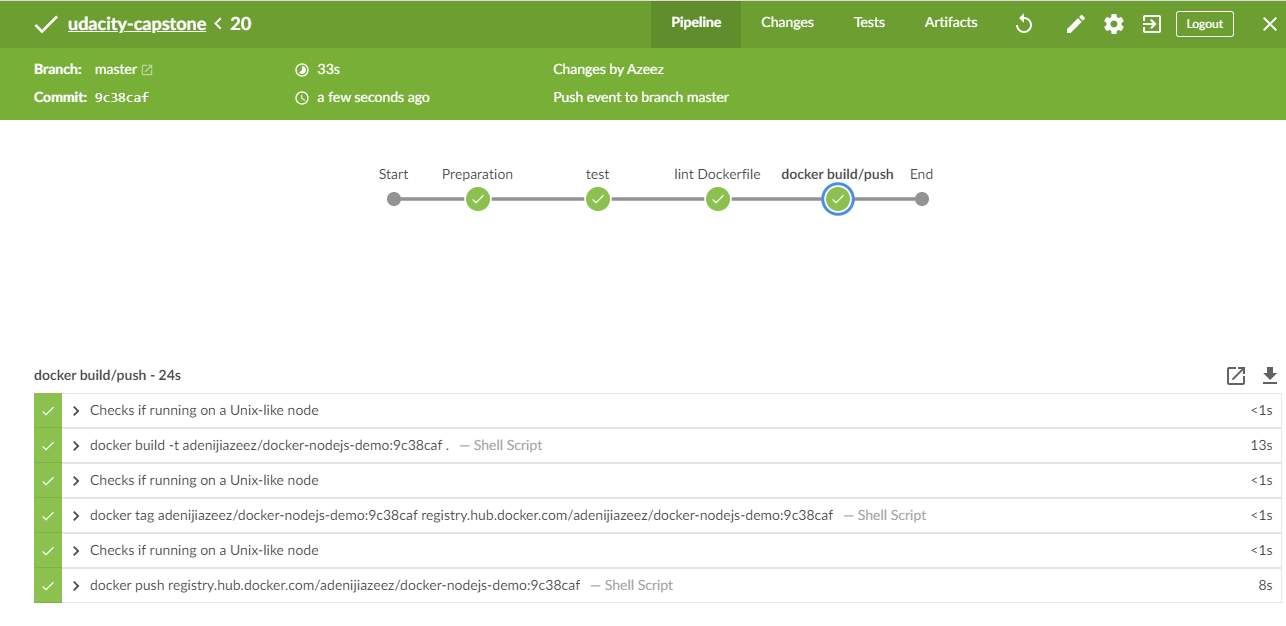 udacity-capstone < 20 Pipeline Changes Tests Artifacts Logout
Branch: master 33s Changes by Azeez
Commit: 9c38caf a few seconds ago Push event to branch master
Start Preparation test lint Dockerfile docker build/push End
docker build/push - 24s
Checks if running on a Unix-like node <1s
docker build -t adenijiazeez/docker-nodejs-demo:9c38caf . — Shell Script 13s
Checks if running on a Unix-like node <1s
docker tag adenijiazeez/docker-nodejs-demo:9c38caf registry.hub.docker.com/adenijiazeez/docker-nodejs-demo:9c38caf — Shell Script <1s
Checks if running on a Unix-like node <1s
docker push registry.hub.docker.com/adenijiazeez/docker-nodejs-demo:9c38caf — Shell Script 8s